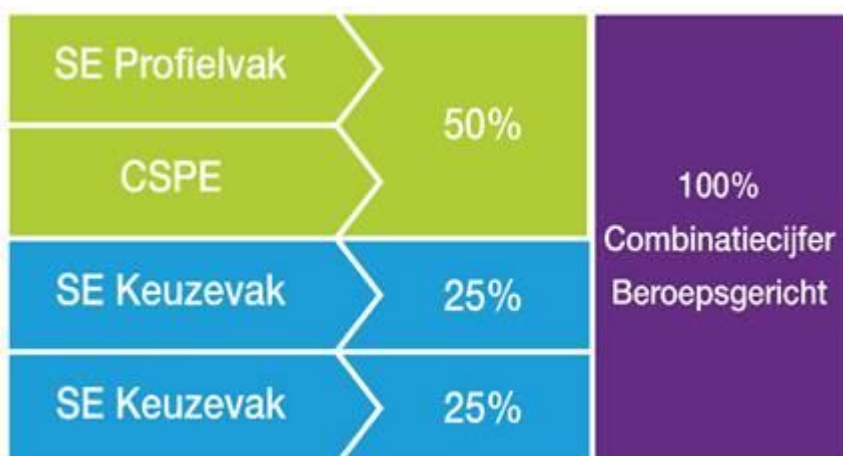 SE Profielvak
CSPE
50%
SE Keuzevak
25%
SE Keuzevak
25%
100%
Combinatiecijfer
Beroepsgericht